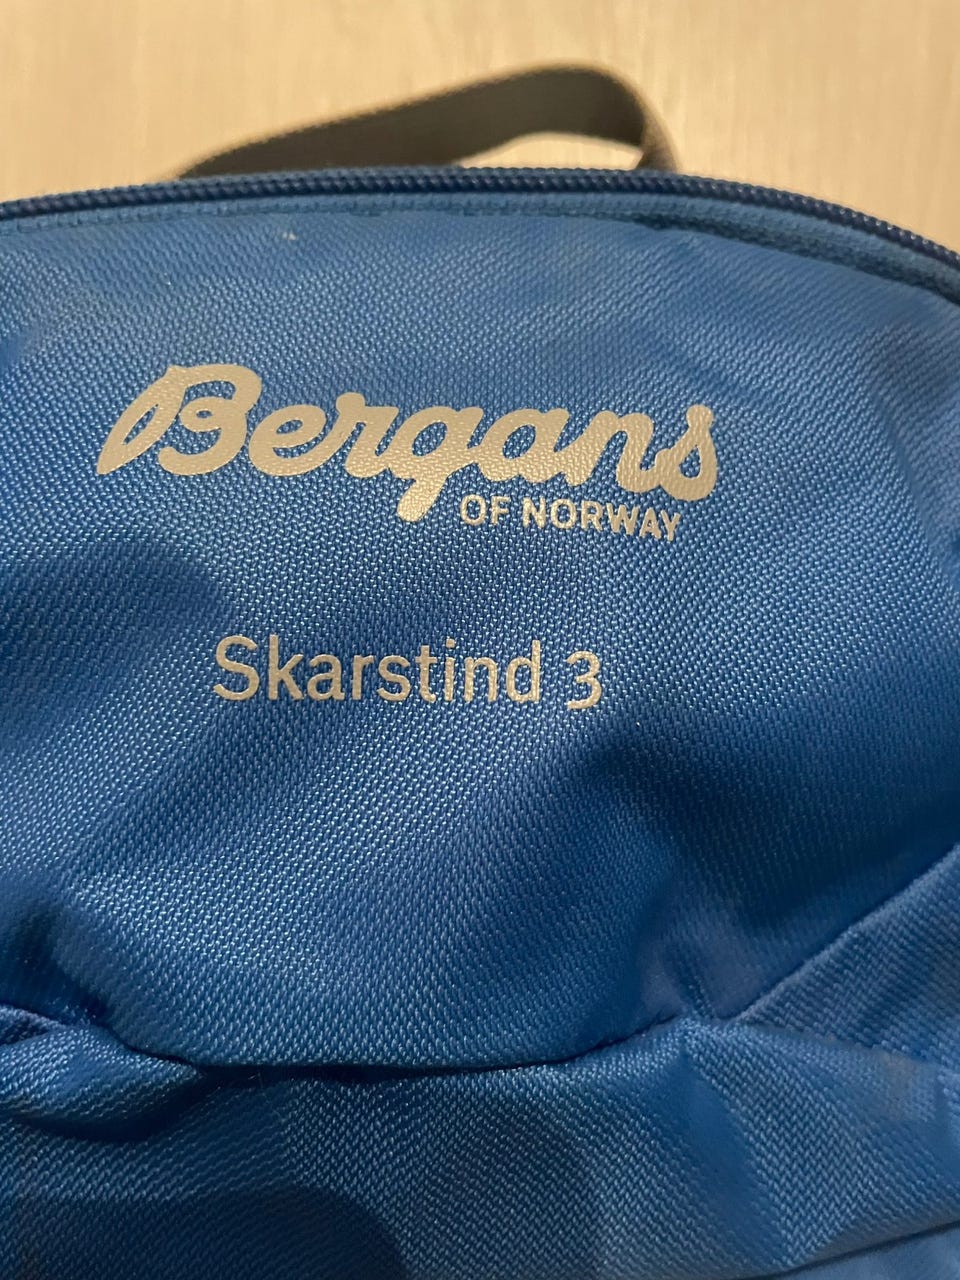 Bergans
OF NORWAY
Skarstind 3